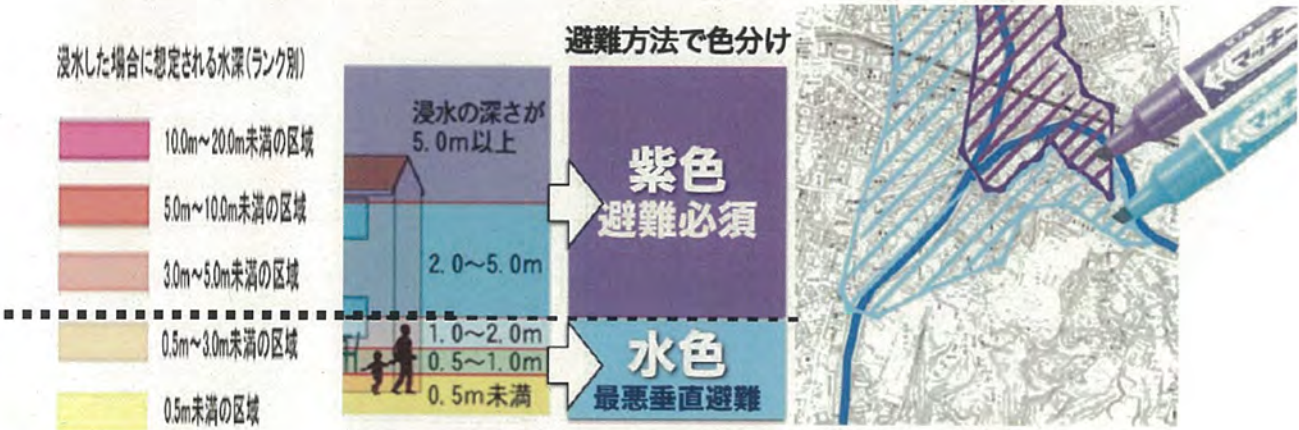 浸水した場合に想定される水深(ランク別)
10.0m～20.0m未満の区域
5.0m～10.0m未満の区域
3.0m～5.0m未満の区域
0.5m～3.0m未満の区域
0.5m未満の区域
浸水の深さが
5.0m以上
2.0～5.0m
1.0～2.0m
0.5～1.0m
0.5m未満
避難方法で色分け
紫色
避難必須
水色
最悪垂直避難
マッキー
マッキー